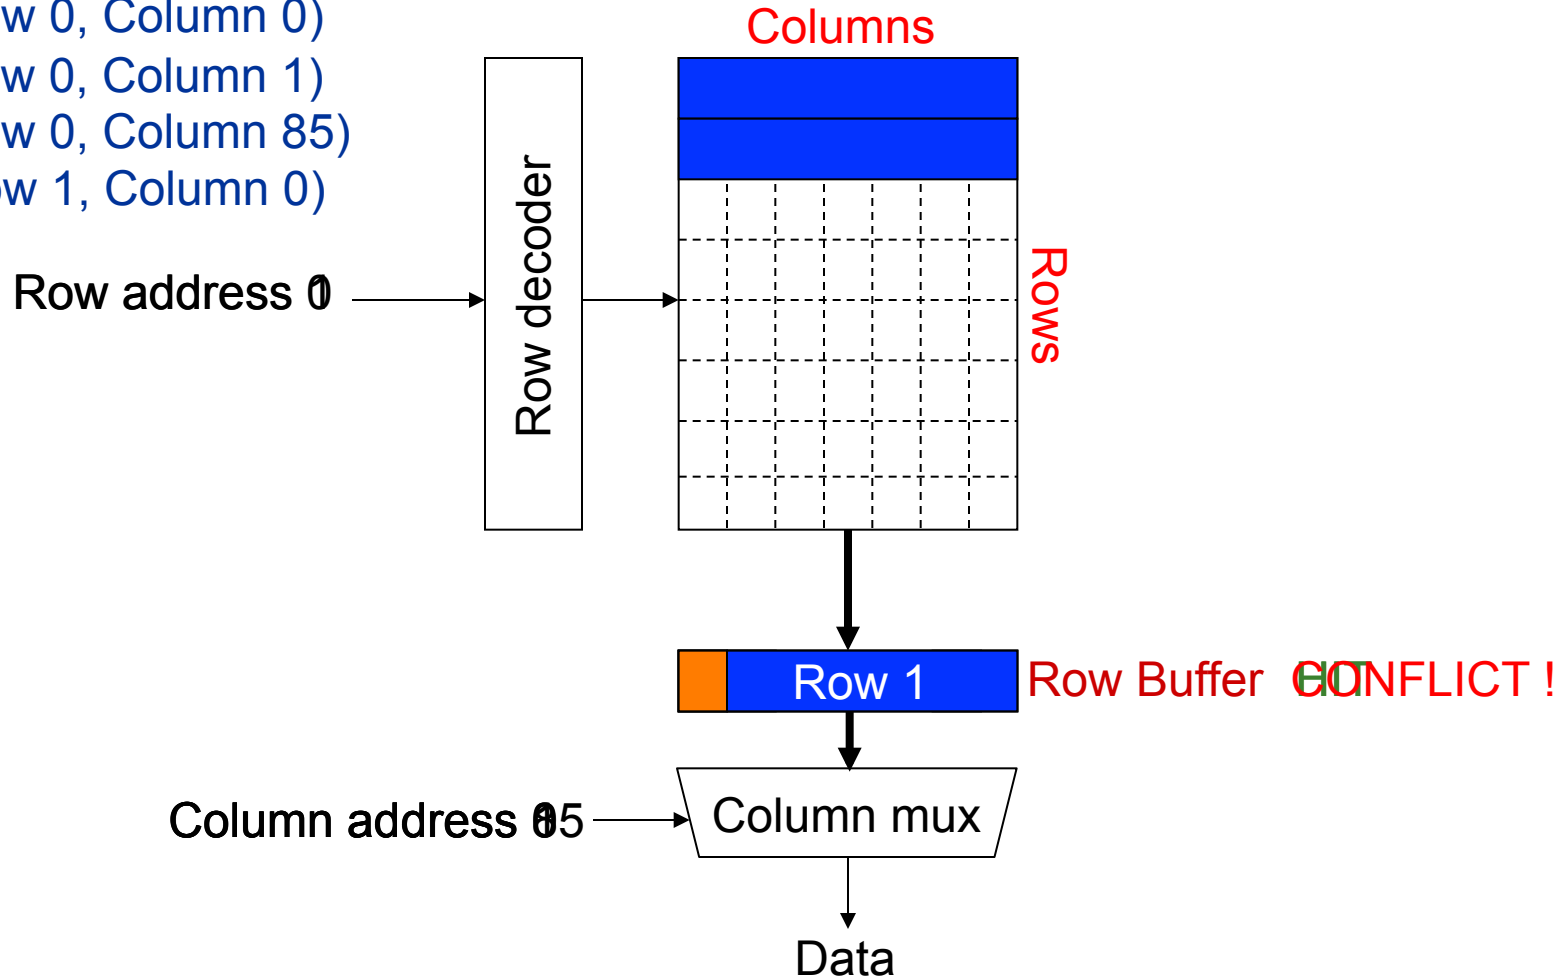 w 0, Column 0)
w 0, Column 1)
w 0, Column 85)
w 1, Column 0)
Columns
Row decoder
Rows
Row address
Row 1
Row Buffer CONFLICT !
Column address
Column mux
Data